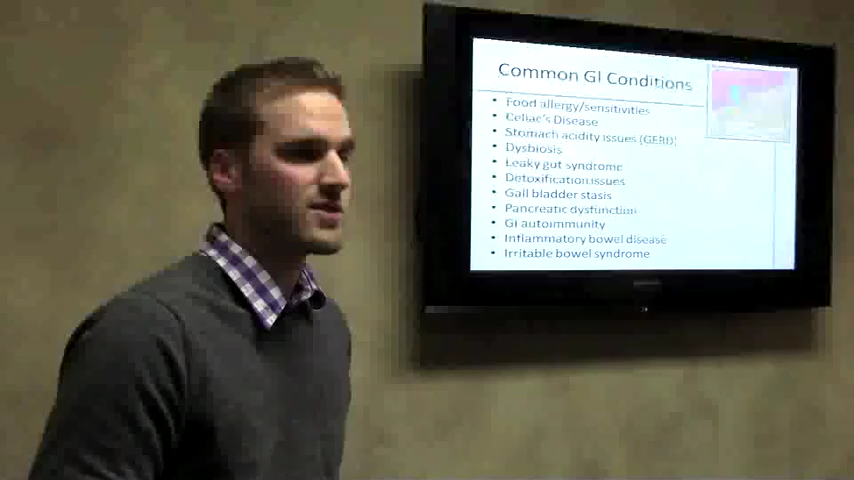 Common GI Conditions
• Food allergy/sensitivities
• Celiac's Disease
• Stomach acidity issues (GERD)
• Dysbiosis
• Leaky gut syndrome
• Detoxification issues
• Gall bladder stasis
• Pancreatic dysfunction
• GI autoimmunity
• Inflammatory bowel disease
• Irritable bowel syndrome